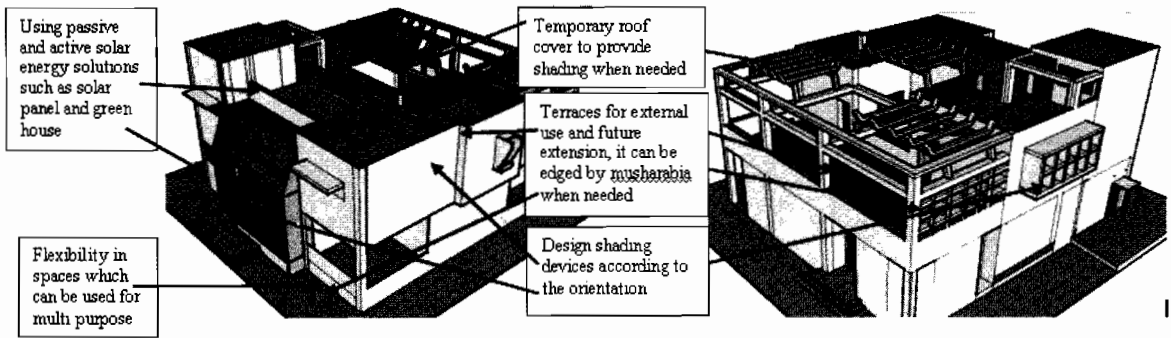 Using passive
and active solar
energy solutions
such as solar
panel and green
house
Flexibility in
spaces which
can be used for
multi purpose
Temporary roof
cover to provide
shading when needed
Terraces for external
use and future
extension, it can be
edged by musharabia
when needed
Design shading
devices according to
the orientation